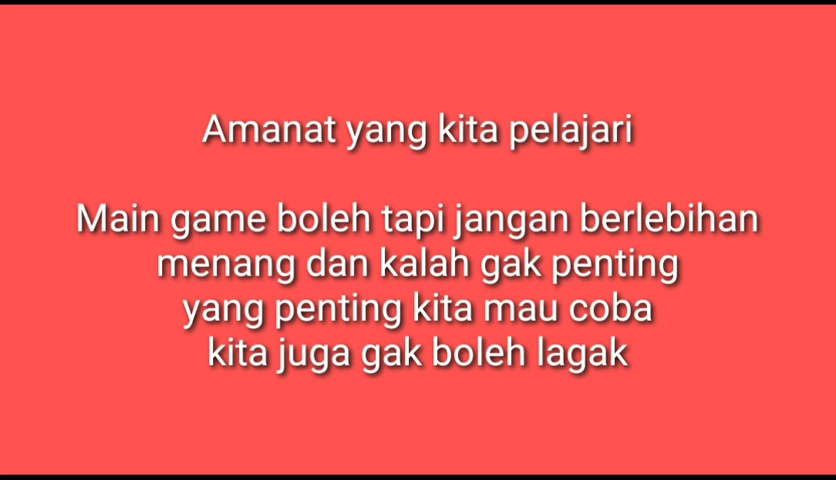 Amanat yang kita pelajari
Main game boleh tapi jangan berlebihan
menang dan kalah gak penting
yang penting kita mau coba
kita juga gak boleh lagak